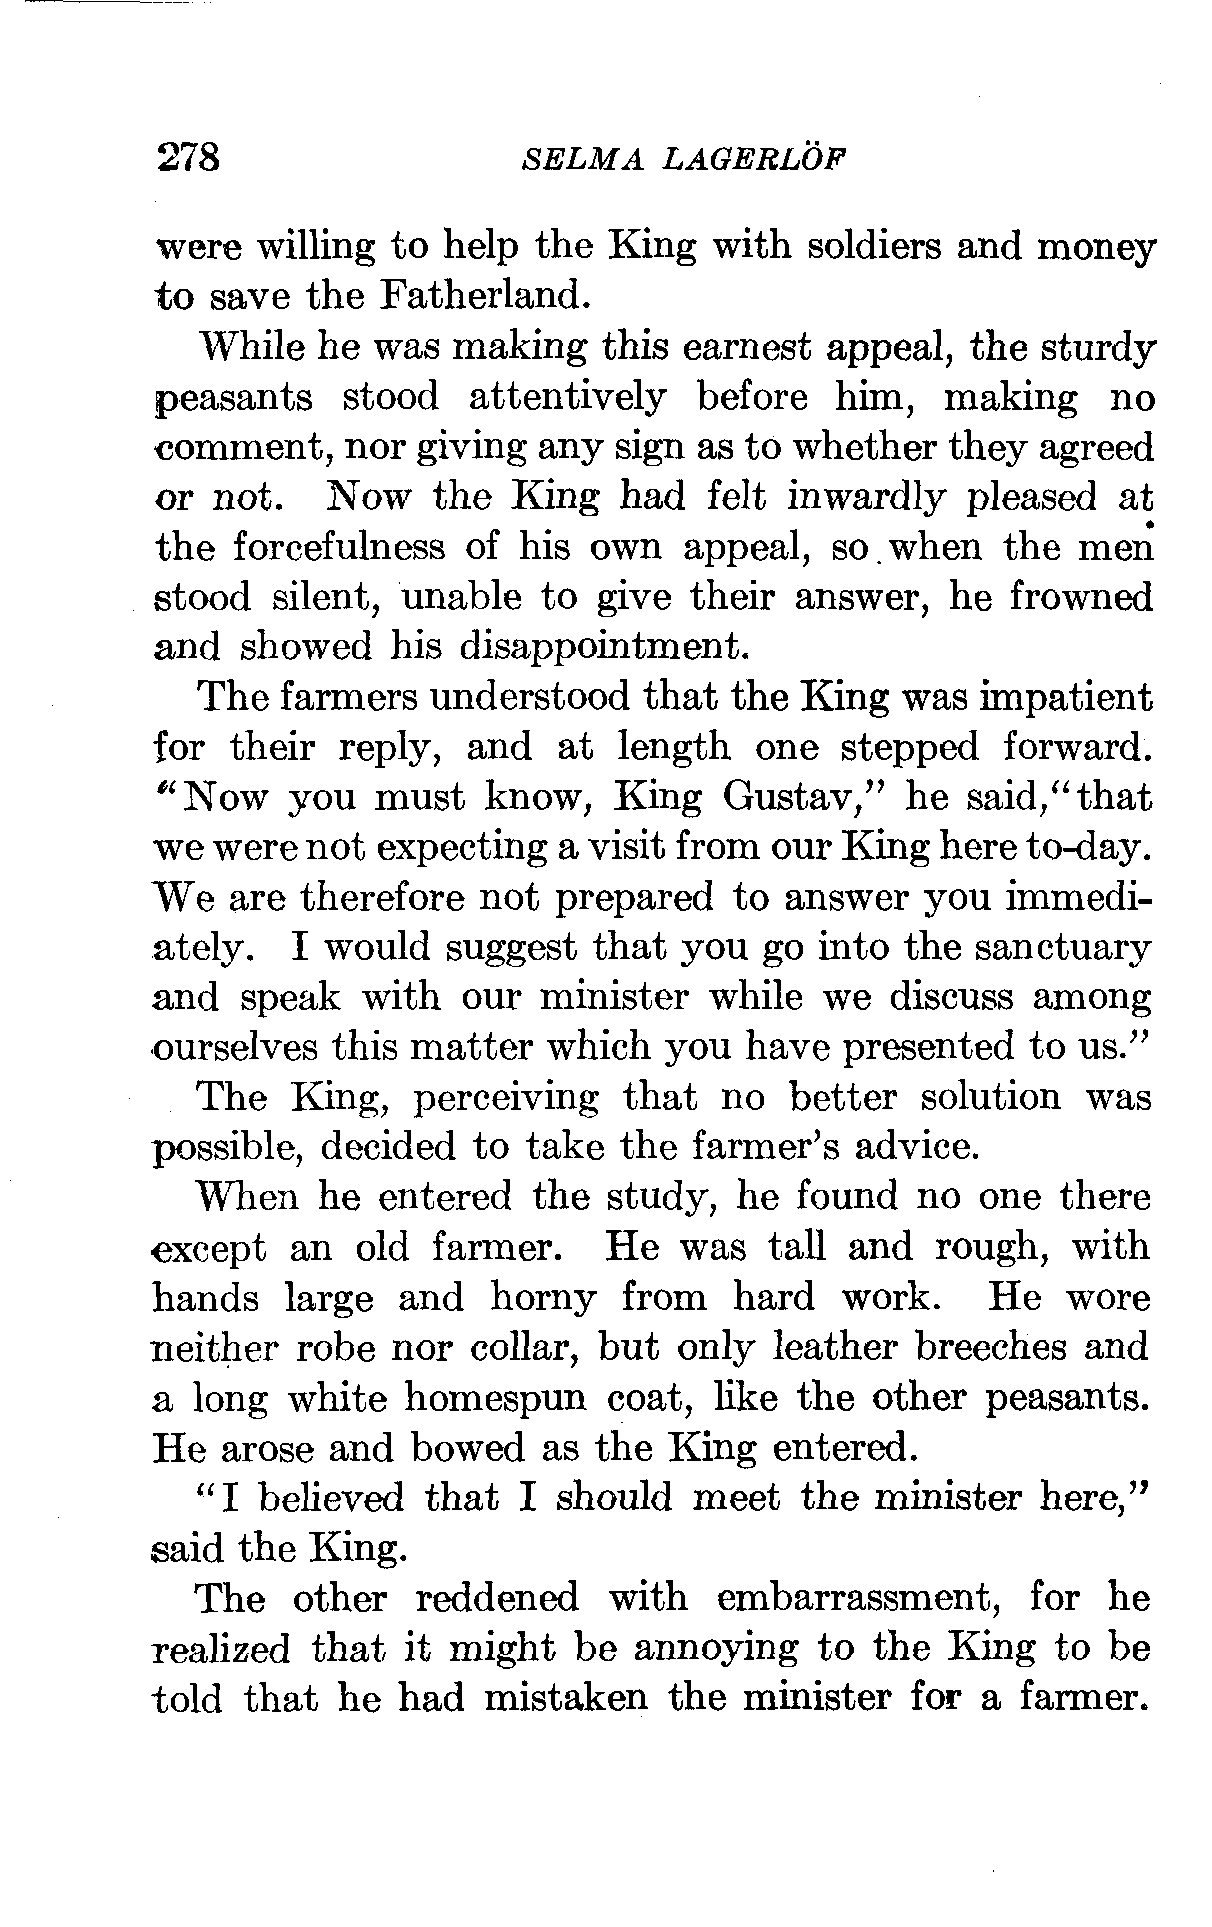 278 SELMA LAGERLÖF
were willing to help the King with soldiers and money
to save the Fatherland.
While he was making this earnest appeal, the sturdy
peasants stood attentively before him, making no
comment, nor giving any sign as to whether they agreed
or not. Now the King had felt inwardly pleased at
the forcefulness of his own appeal, so when the men
stood silent, unable to give their answer, he frowned
and showed his disappointment.
The farmers understood that the King was impatient
for their reply, and at length one stepped forward.
"Now you must know, King Gustav," he said, "that
we were not expecting a visit from our King here to-day.
We are therefore not prepared to answer you immedi-
ately. I would suggest that you go into the sanctuary
and speak with our minister while we discuss among
ourselves this matter which you have presented to us."
The King, perceiving that no better solution was
possible, decided to take the farmer's advice.
When he entered the study, he found no one there
except an old farmer. He was tall and rough, with
hands large and horny from hard work. He wore
neither robe nor collar, but only leather breeches and
a long white homespun coat, like the other peasants.
He arose and bowed as the King entered.
"I believed that I should meet the minister here,"
said the King.
The other reddened with embarrassment, for he
realized that it might be annoying to the King to be
told that he had mistaken the minister for a farmer.